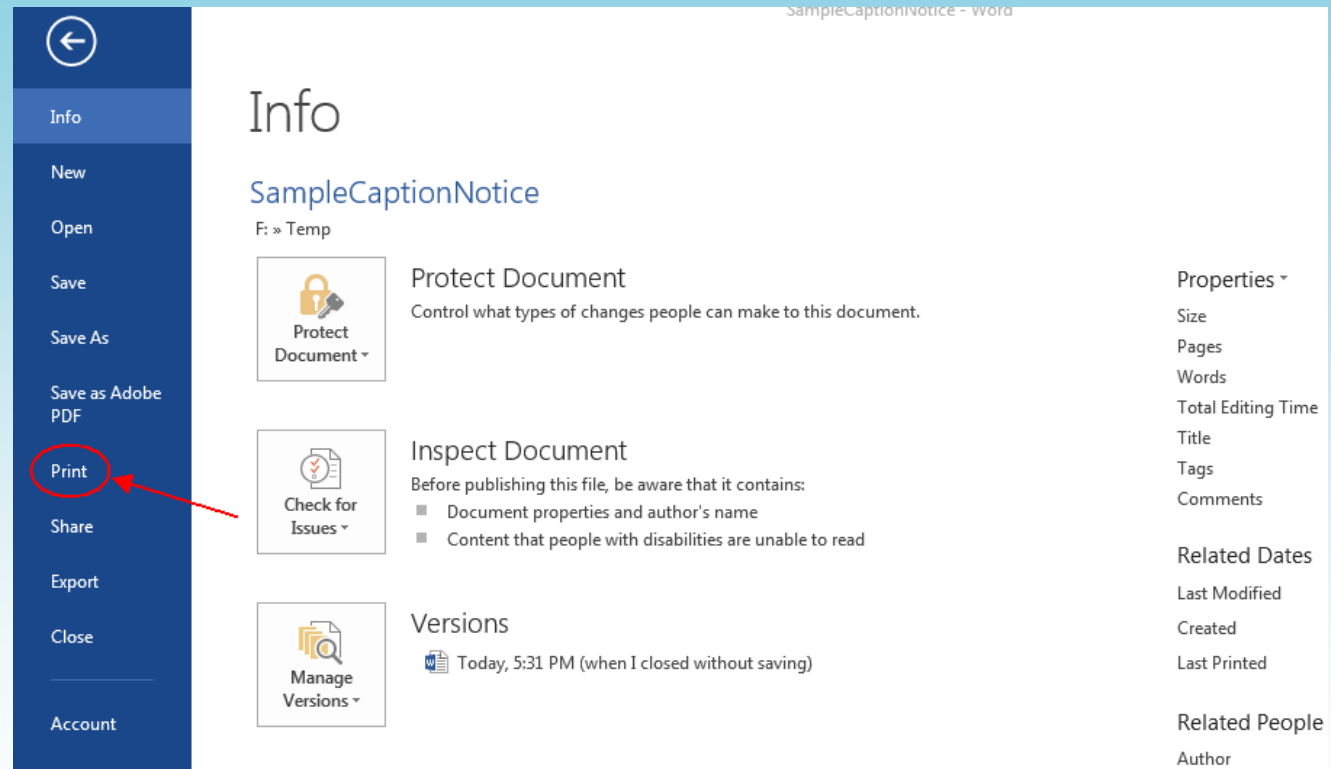 SampleCaptionNotice - Word
Info
New
Open
Save
Save As
Save as Adobe
PDF
Print
Share
Export
Close
Account
Info
SampleCaptionNotice
F: » Temp
Protect
Document
Protect Document
Control what types of changes people can make to this document.
Check for
Issues
Inspect Document
Before publishing this file, be aware that it contains:
Document properties and author's name
Content that people with disabilities are unable to read
Manage
Versions
Versions
Today, 5:31 PM (when I closed without saving)
Properties
Size
Pages
Words
Total Editing Time
Title
Tags
Comments
Related Dates
Last Modified
Created
Last Printed
Related People
Author